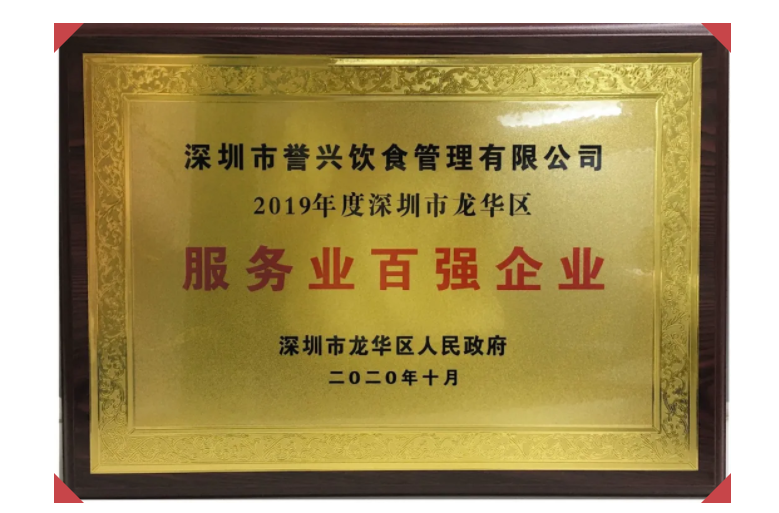 深圳市誉兴饮食管理有限公司
2019年度深圳市龙华区
服务业百强企业
深圳市龙华区人民政府
二〇二〇年十月